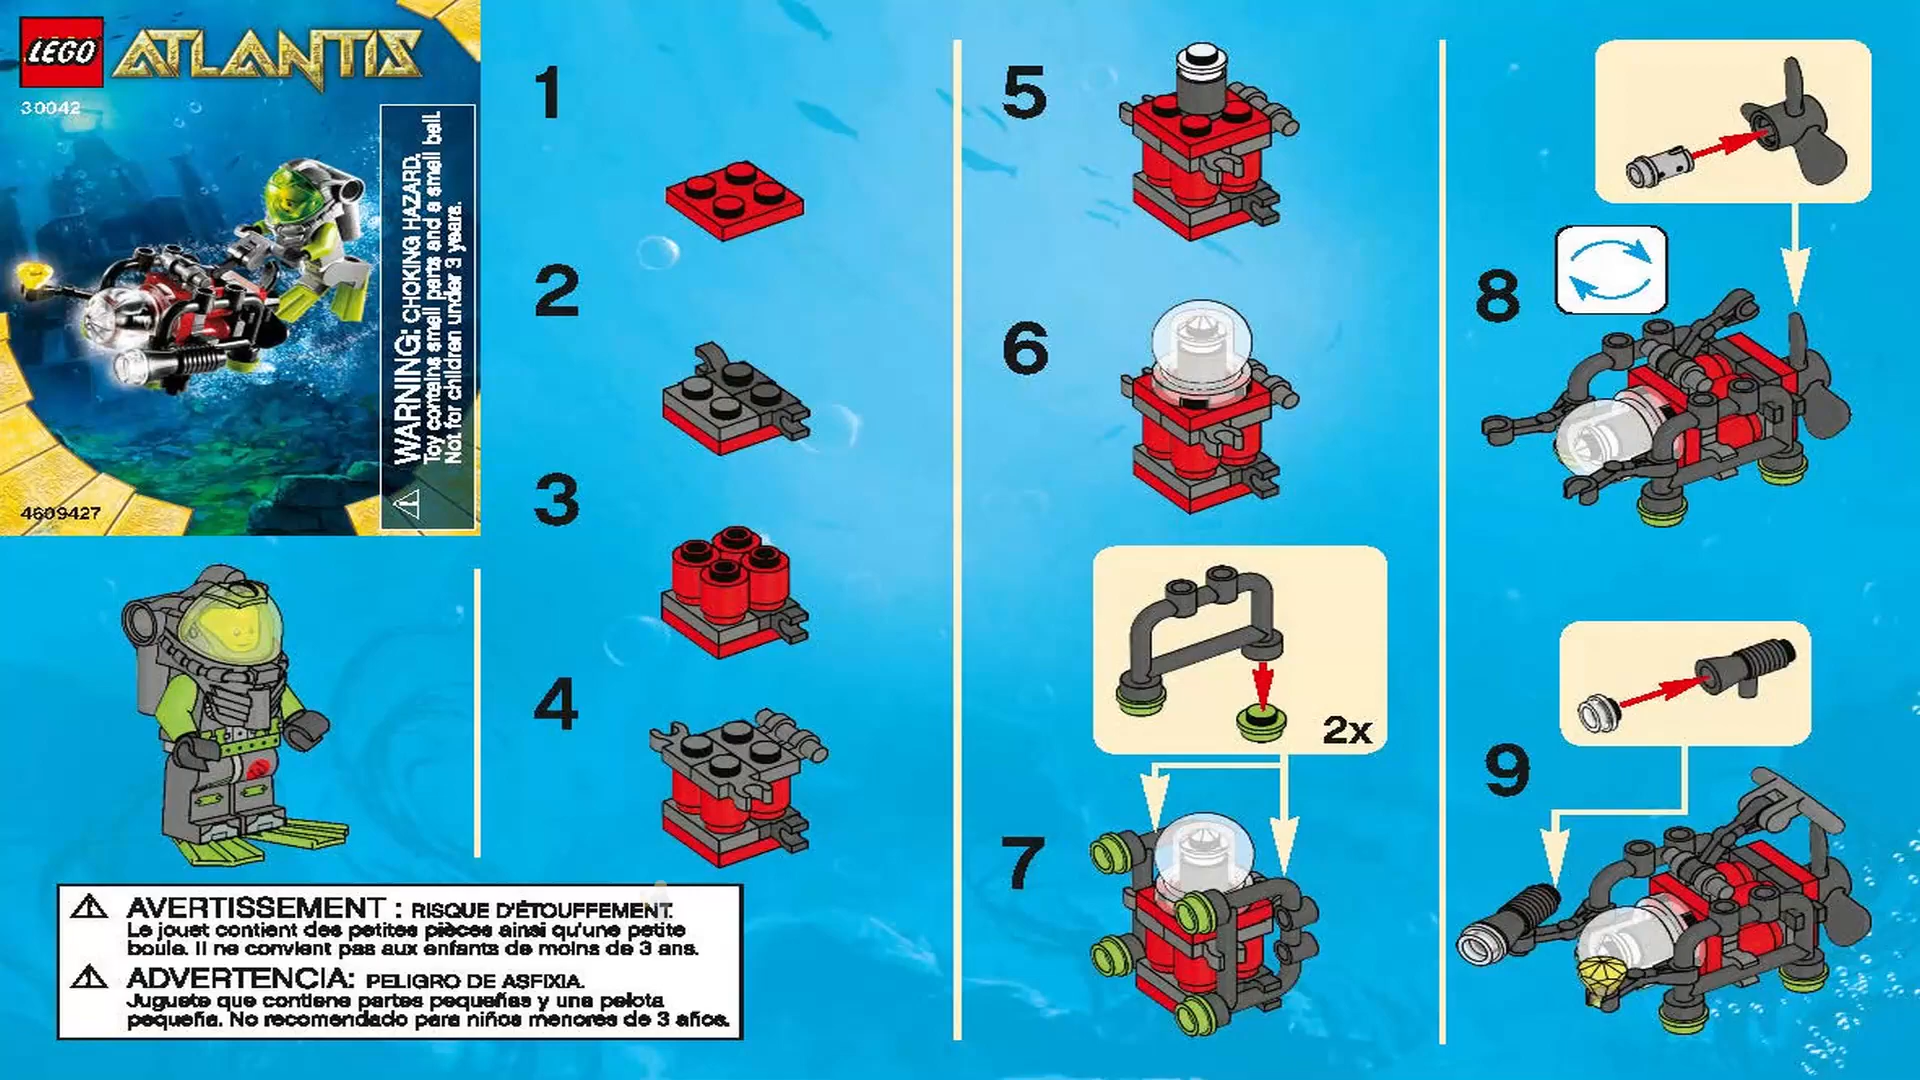 LEGO ATLANTIS
30042
WARNING: CHOKING HAZARD.
Toy contains small parts and a small ball.
Not for children under 3 years.
4609427
AVERTISSEMENT : RISQUE D'ÉTOUFFEMENT.
Le jouet contient des petites pièces ainsi qu'une petite
boule. Il ne convient pas aux enfants de moins de 3 ans.
ADVERTENCIA: PELIGRO DE ASFIXIA.
Juguete que contiene partes pequeñas y una pelota
pequeña. No recomendado para niños menores de 3 años.
1
2
3
4
5
6
2x
7
8
9